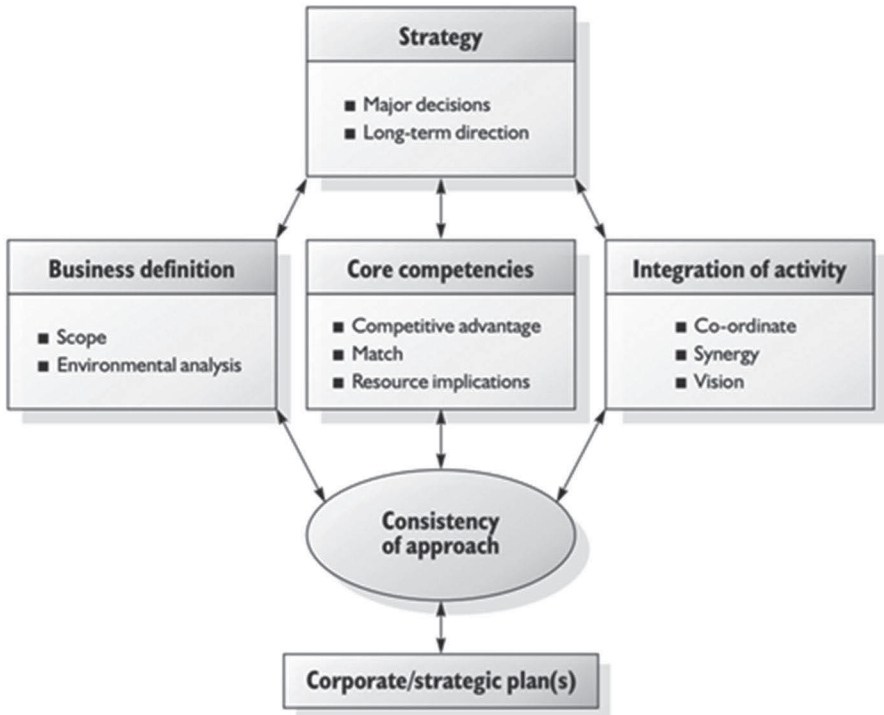 Strategy
■ Major decisions
■ Long-term direction
Business definition
■ Scope
■ Environmental analysis
Core competencies
■ Competitive advantage
■ Match
■ Resource implications
Integration of activity
■ Co-ordinate
■ Synergy
■ Vision
Consistency
of approach
Corporate/strategic plan(s)